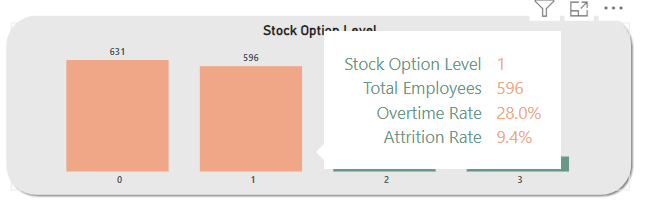 Stock Option Level
631
596
Stock Option Level 1
Total Employees 596
Overtime Rate 28.0%
Attrition Rate 9.4%
0 1 2 3